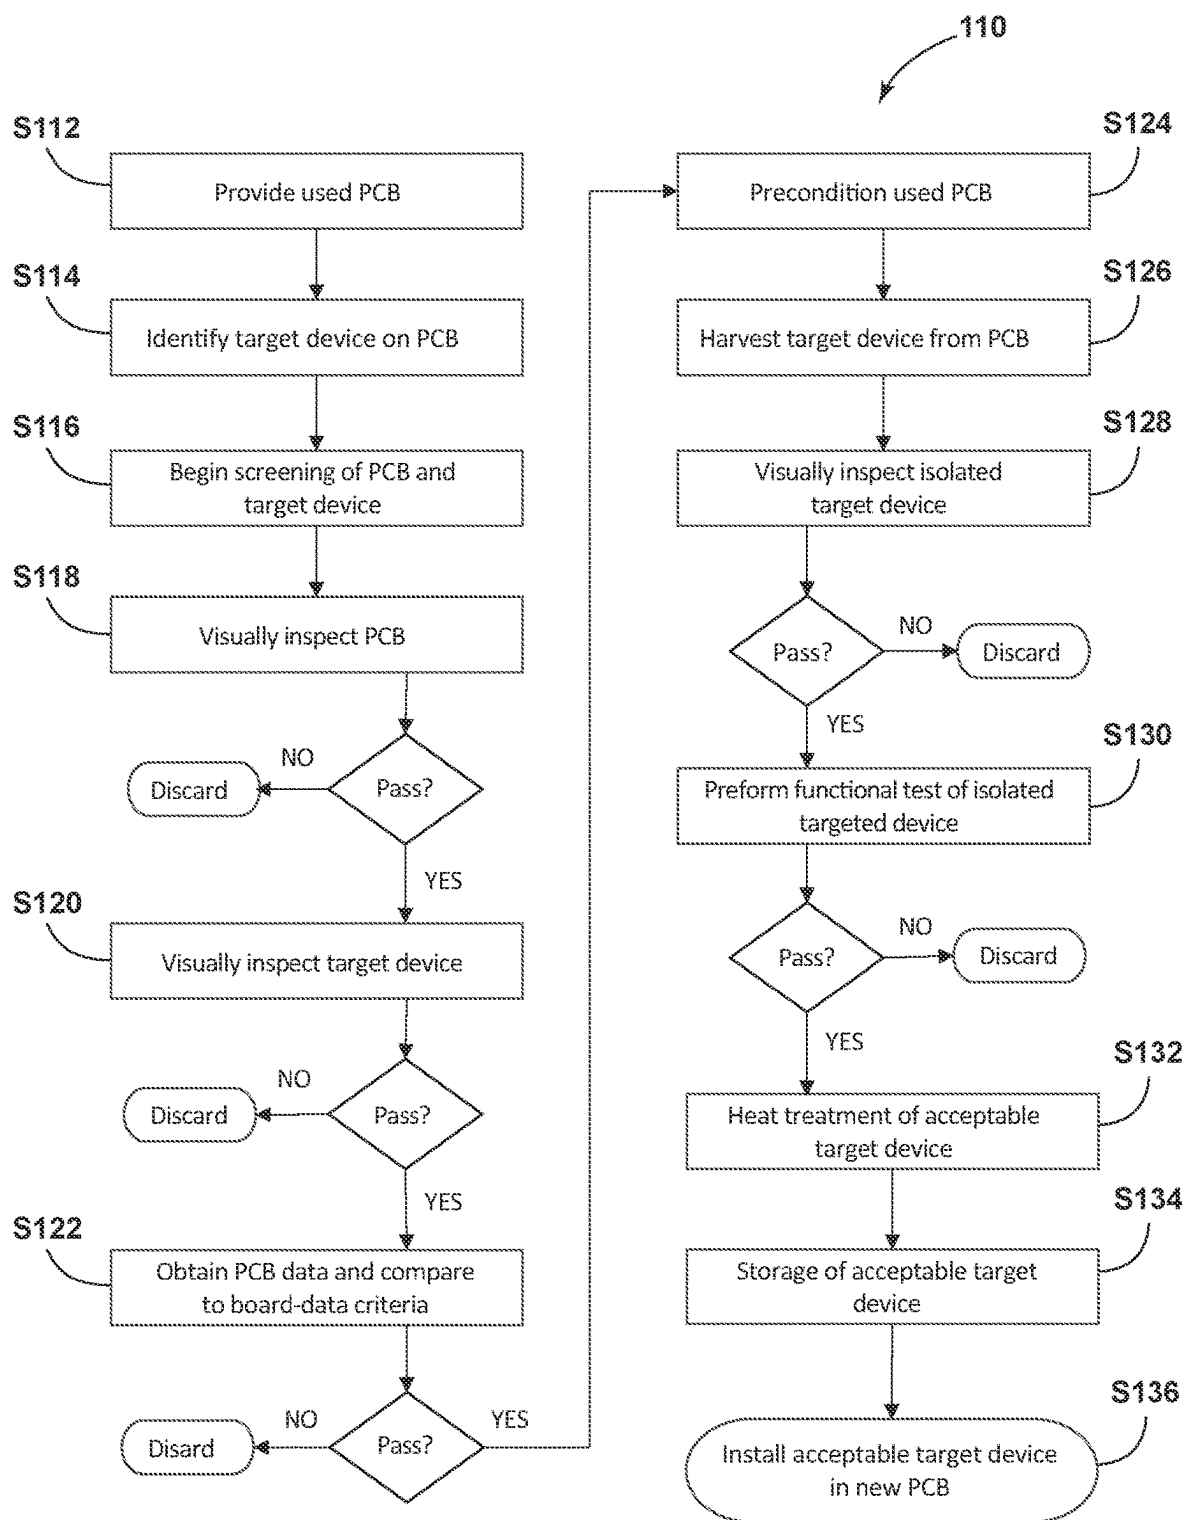 110
S112
Provide used PCB
S114
Identify target device on PCB
S116
Begin screening of PCB and
target device
S118
Visually inspect PCB
Pass?
NO
Discard
YES
S120
Visually inspect target device
Pass?
NO
Discard
YES
S122
Obtain PCB data and compare
to board-data criteria
Pass?
NO
Disard
YES
S124
Precondition used PCB
S126
Harvest target device from PCB
S128
Visually inspect isolated
target device
Pass?
NO
Discard
YES
S130
Preform functional test of isolated
targeted device
Pass?
NO
Discard
YES
S132
Heat treatment of acceptable
target device
S134
Storage of acceptable target
device
S136
Install acceptable target device
in new PCB